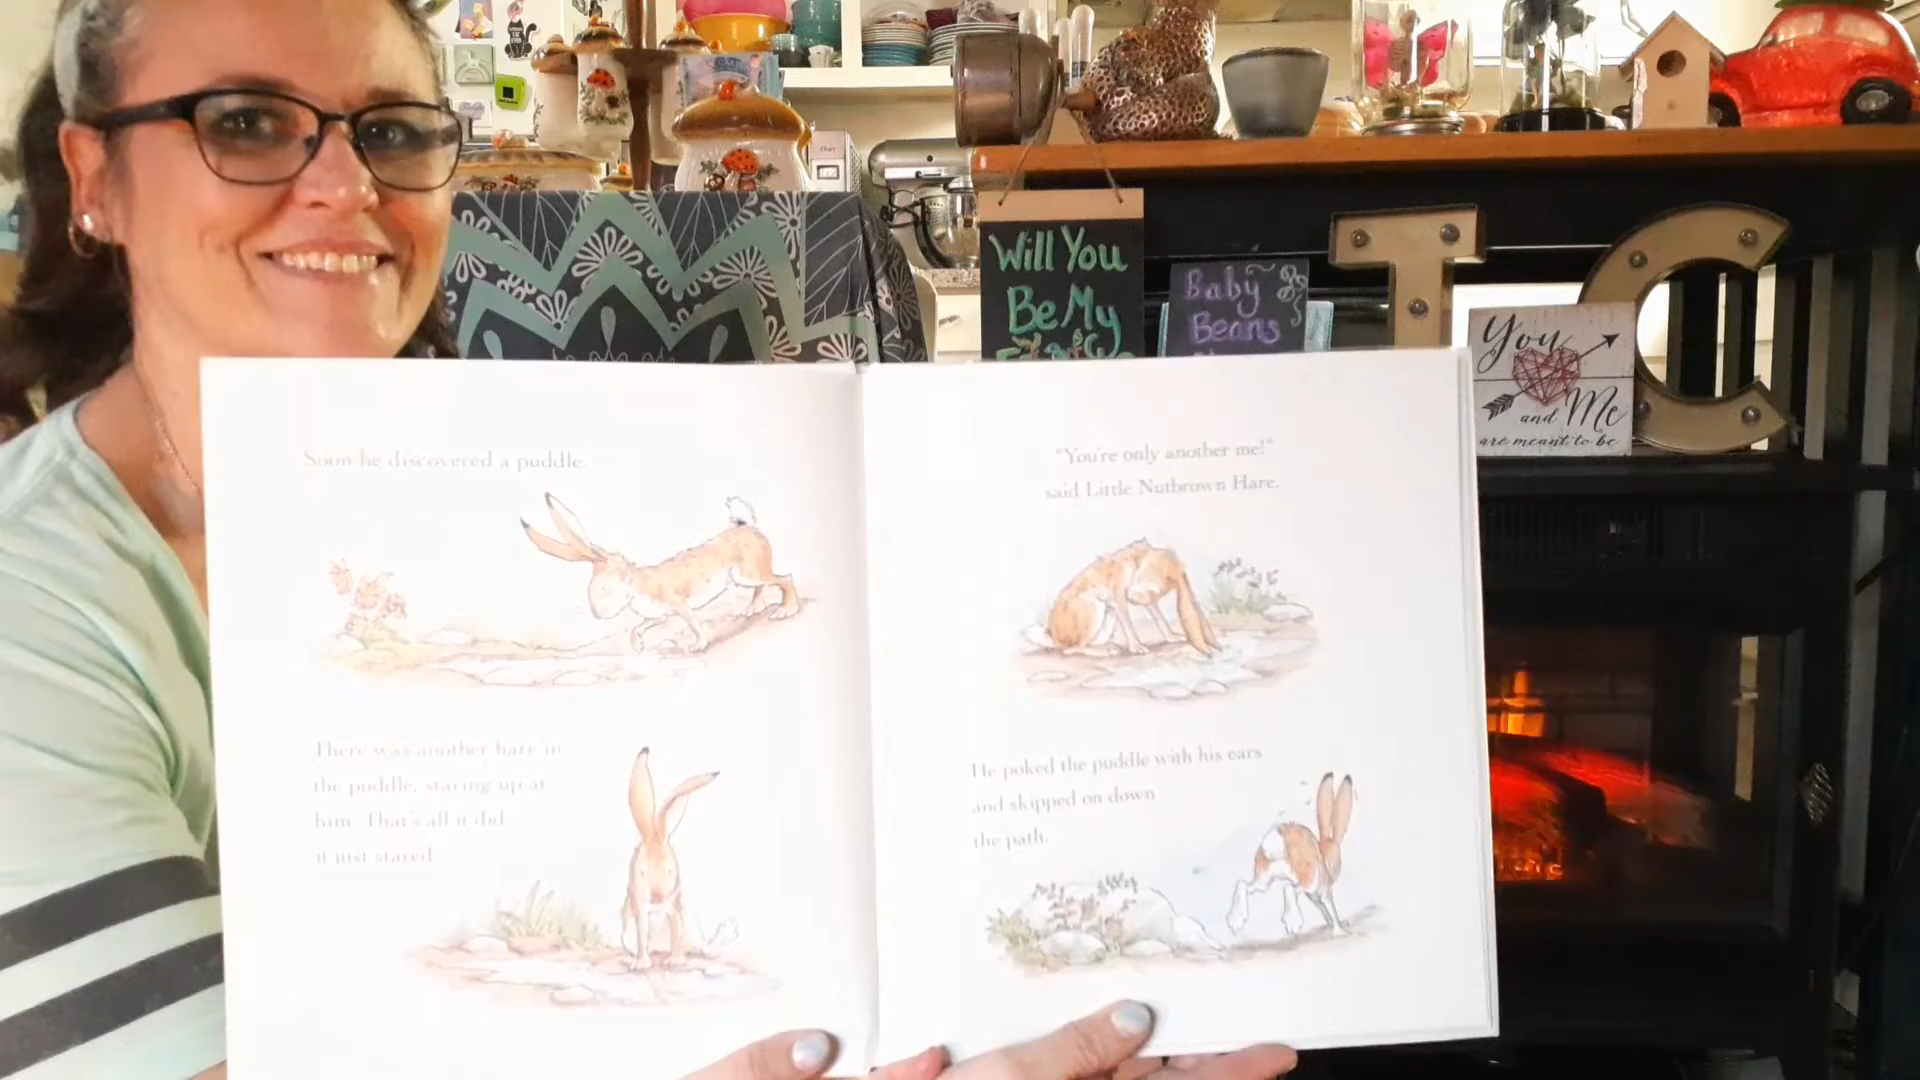 Will You
Be My
Baby
Beans
T C
You
and Me
are meant to be
Soon he discovered a puddle.
There was another hare in
the puddle, staring up at
him. That's all it did
it just stared
"You're only another me!"
said Little Nutbrown Hare.
He poked the puddle with his ears
and skipped on down
the path.